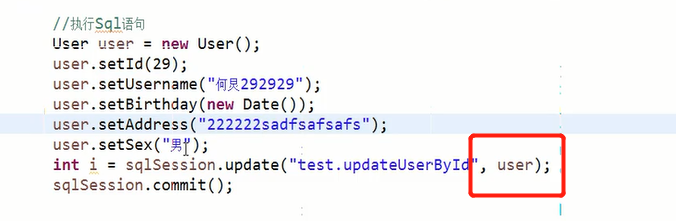 //执行Sql语句
User user = new User();
user.setId(29);
user.setUsername("何炅292929");
user.setBirthday(new Date());
user.setAddress("222222sadfsafsafs");
user.setSex("男");
int i = sqlSession.update("test.updateUserById", user);
sqlSession.commit();